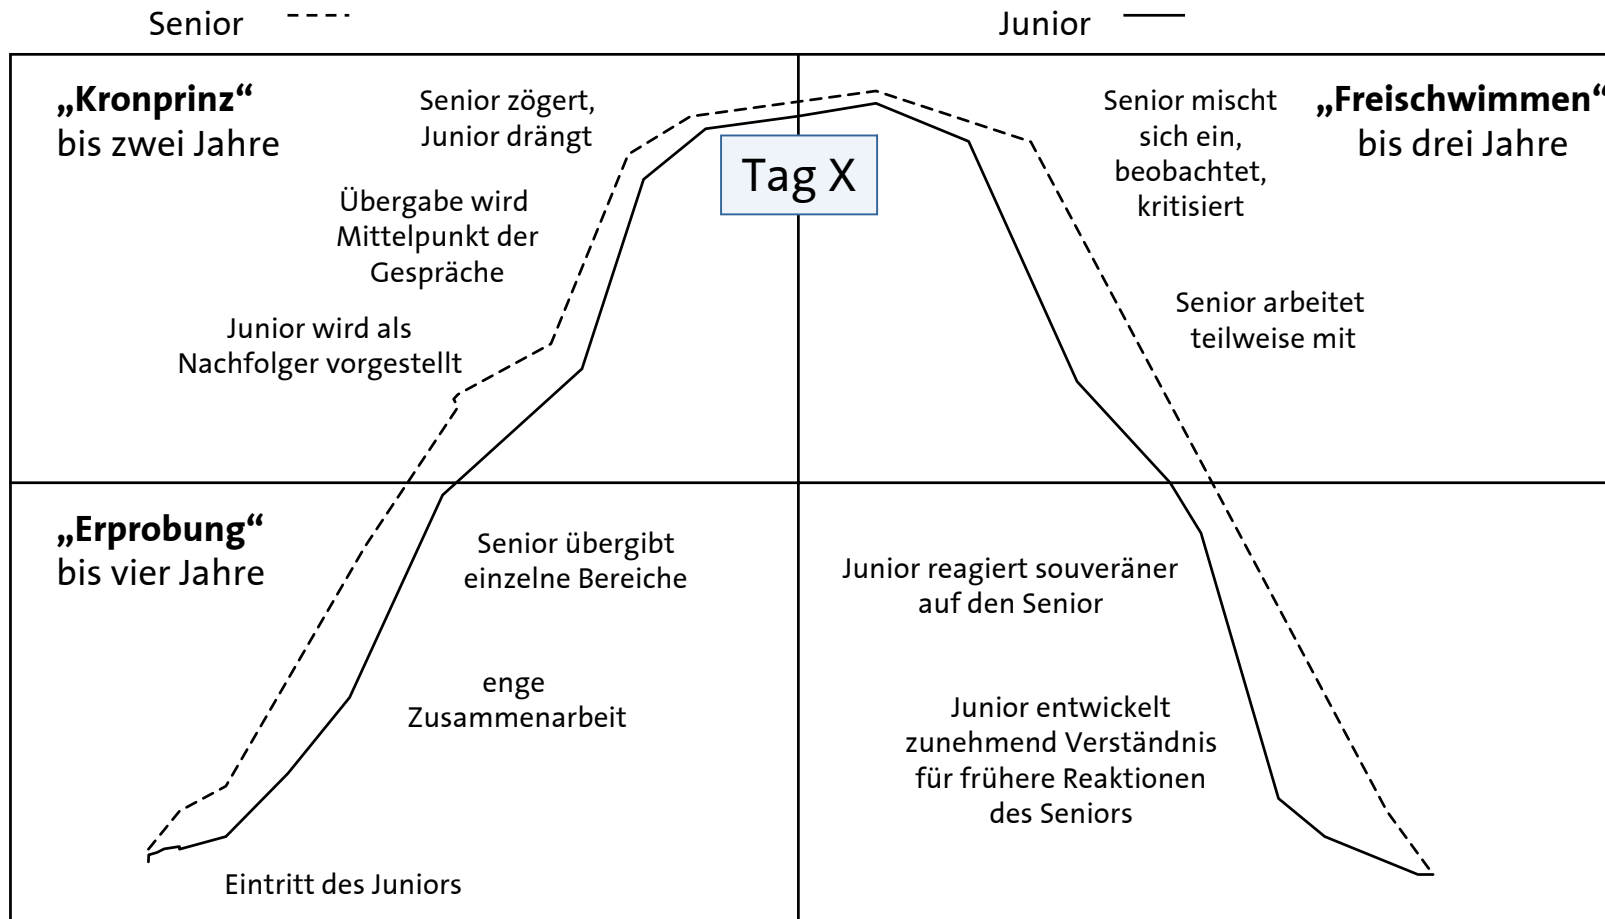 Senior
Junior
„Kronprinz“
bis zwei Jahre
Senior zögert,
Junior drängt
Übergabe wird
Mittelpunkt der
Gespräche
Junior wird als
Nachfolger vorgestellt
Tag X
Senior mischt
sich ein,
beobachtet,
kritisiert
„Freischwimmen“
bis drei Jahre
Senior arbeitet
teilweise mit
„Erprobung“
bis vier Jahre
Senior übergibt
einzelne Bereiche
enge
Zusammenarbeit
Eintritt des Juniors
Junior reagiert souveräner
auf den Senior
Junior entwickelt
zunehmend Verständnis
für frühere Reaktionen
des Seniors